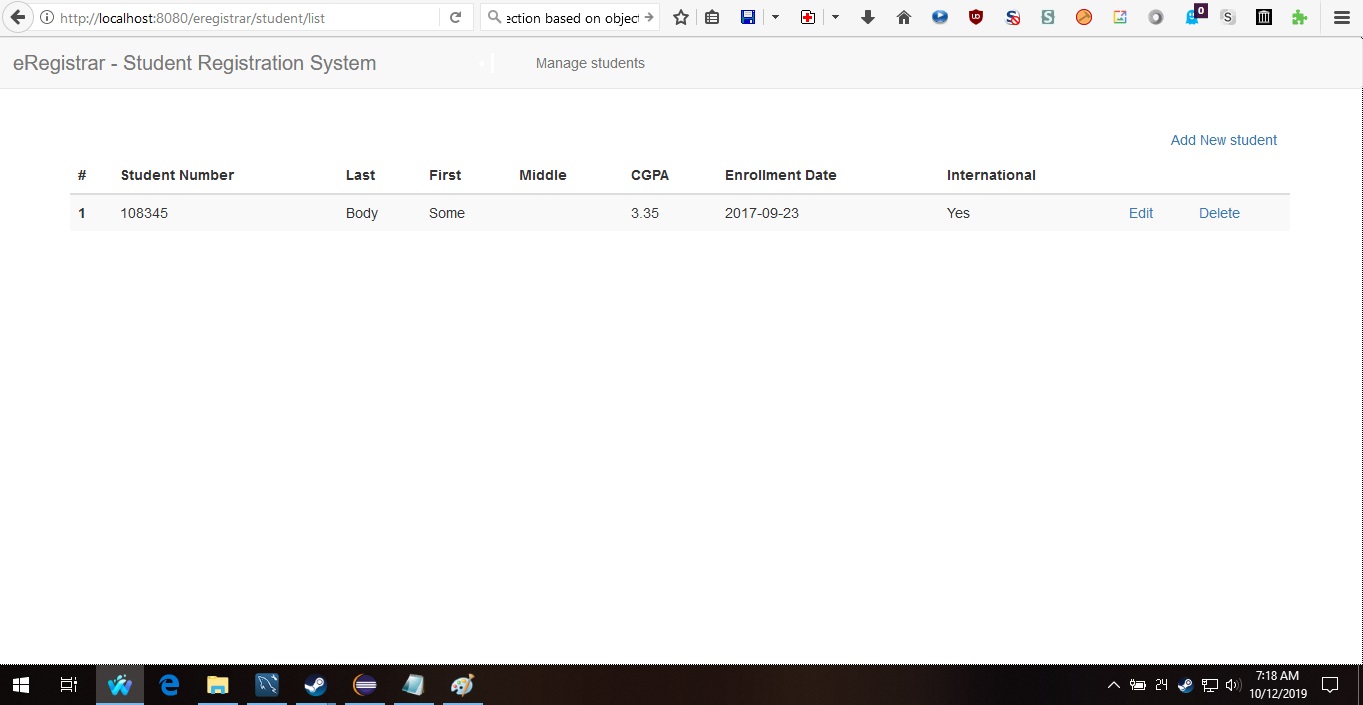 http://localhost:8080/eregistrar/student/list ection based on object 0
eRegistrar - Student Registration System Manage students
Add New student
# Student Number Last First Middle CGPA Enrollment Date International
1 108345 Body Some 3.35 2017-09-23 Yes Edit Delete
24 7:18 AM
10/12/2019